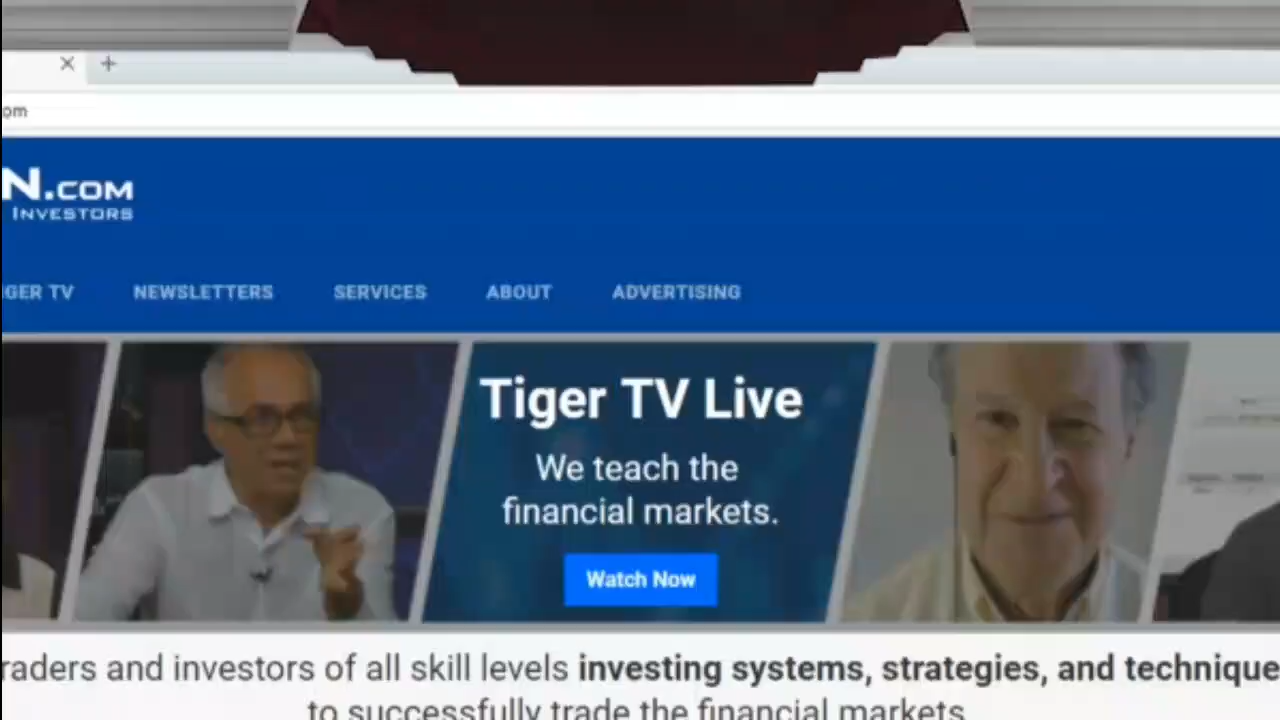 om
N.COM
INVESTORS
IGER TV NEWSLETTERS SERVICES ABOUT ADVERTISING
Tiger TV Live
We teach the
financial markets.
Watch Now
raders and investors of all skill levels investing systems, strategies, and technique
to successfully trade the financial markets